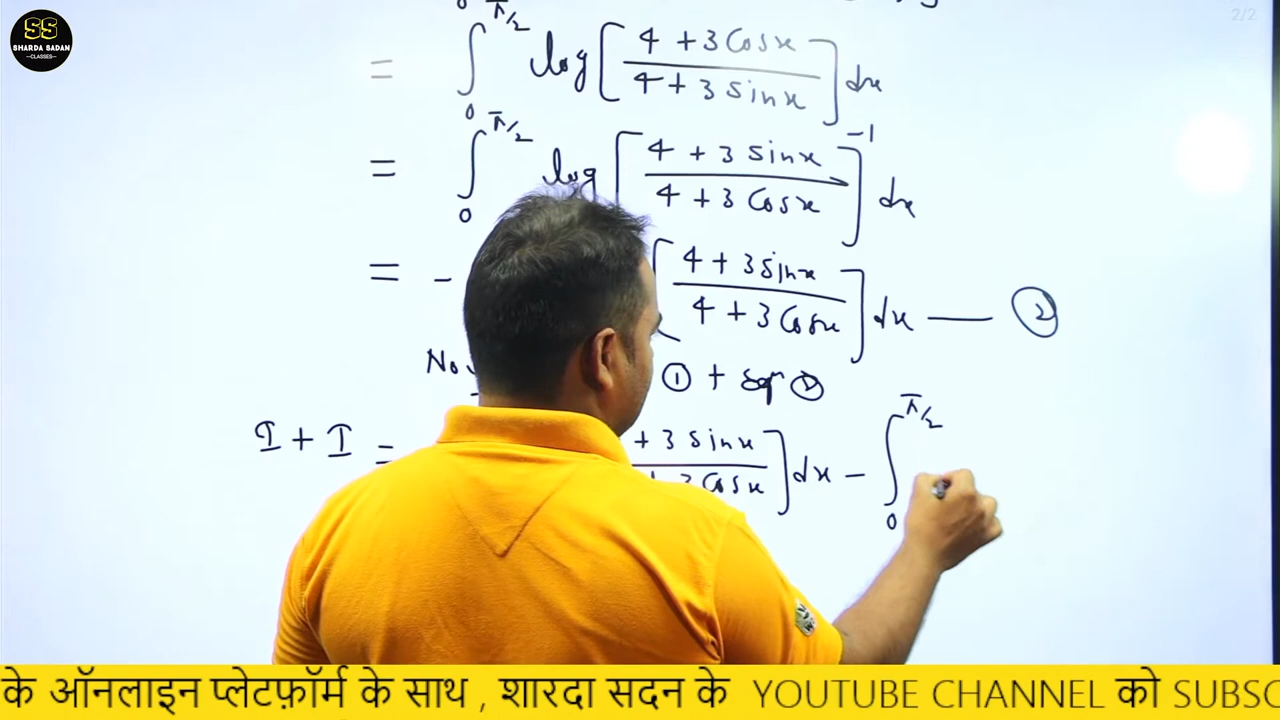 SS
SHARDA SADAN
—CLASSES—
2/2
= ∫₀^{π/2} log [ (4 + 3 Cosx) / (4 + 3 Sinx) ] dx
= ∫₀^{π/2} log [ (4 + 3 Sinx) / (4 + 3 Cosx) ]^{-1} dx
= - [ (4 + 3 Sinx) / (4 + 3 Cosx) ] dx — ②
① + eqⁿ ②
I + I = + 3 Sinx / + 3 Cosx ] dx - ∫₀^{π/2}
के ऑनलाइन प्लेटफ़ॉर्म के साथ , शारदा सदन के YOUTUBE CHANNEL को SUBSC